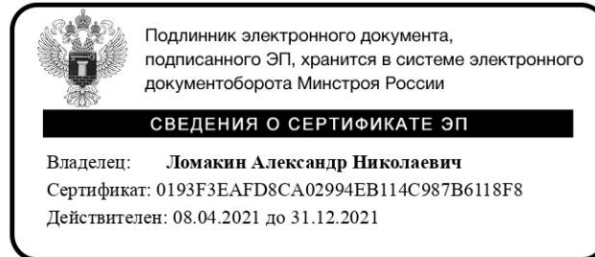 Подлинник электронного документа,
подписанного ЭП, хранится в системе электронного
документоборота Минстроя России
СВЕДЕНИЯ О СЕРТИФИКАТЕ ЭП
Владелец: Ломакин Александр Николаевич
Сертификат: 0193F3EAFD8CA02994EB114C987B6118F8
Действителен: 08.04.2021 до 31.12.2021